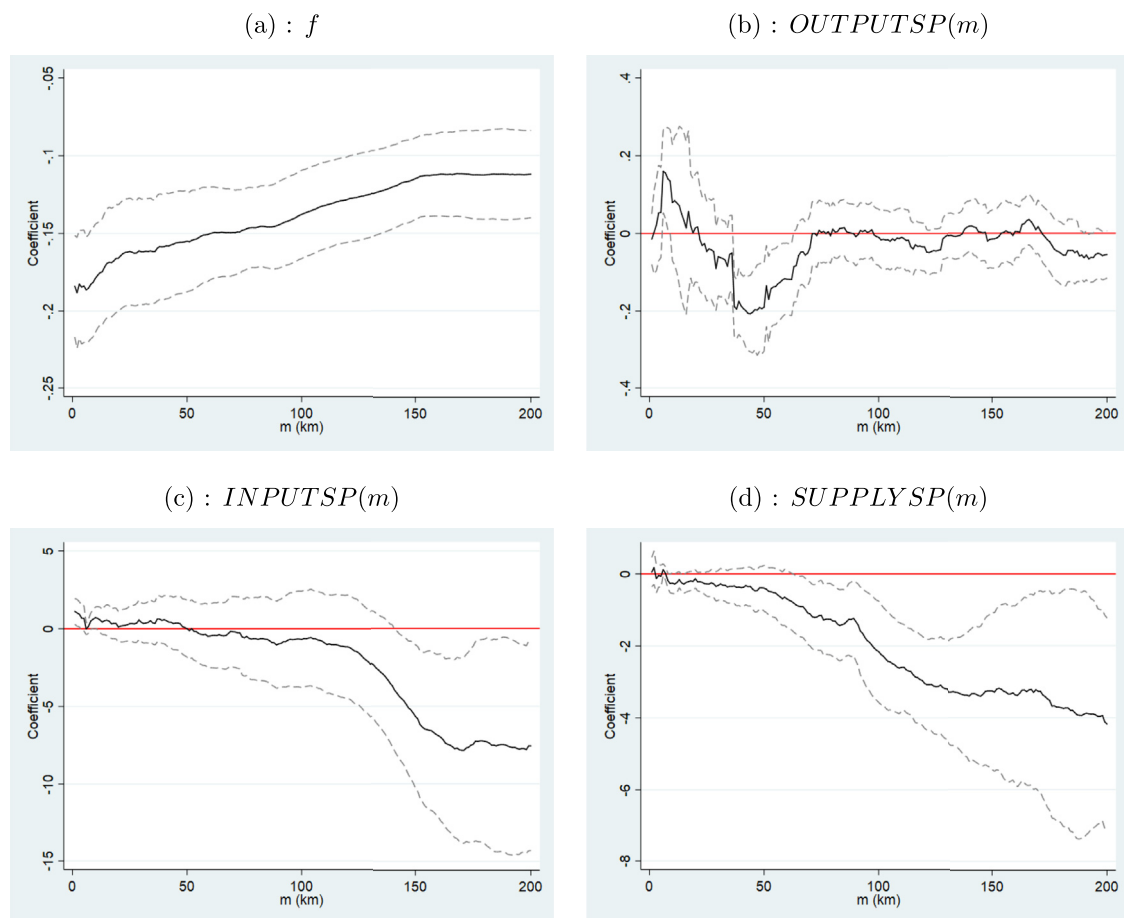 (a) : f
(b) : OUTPUTSP(m)
-.05
-.1
-.15
-.2
-.25
Coefficient
0 50 100 150 200
m (km)
.4
.2
0
-.2
-.4
Coefficient
0 50 100 150 200
m (km)
(c) : INPUTSP(m)
(d) : SUPPLYSP(m)
5
0
-5
-10
-15
Coefficient
0 50 100 150 200
m (km)
0
-2
-4
-6
-8
Coefficient
0 50 100 150 200
m (km)